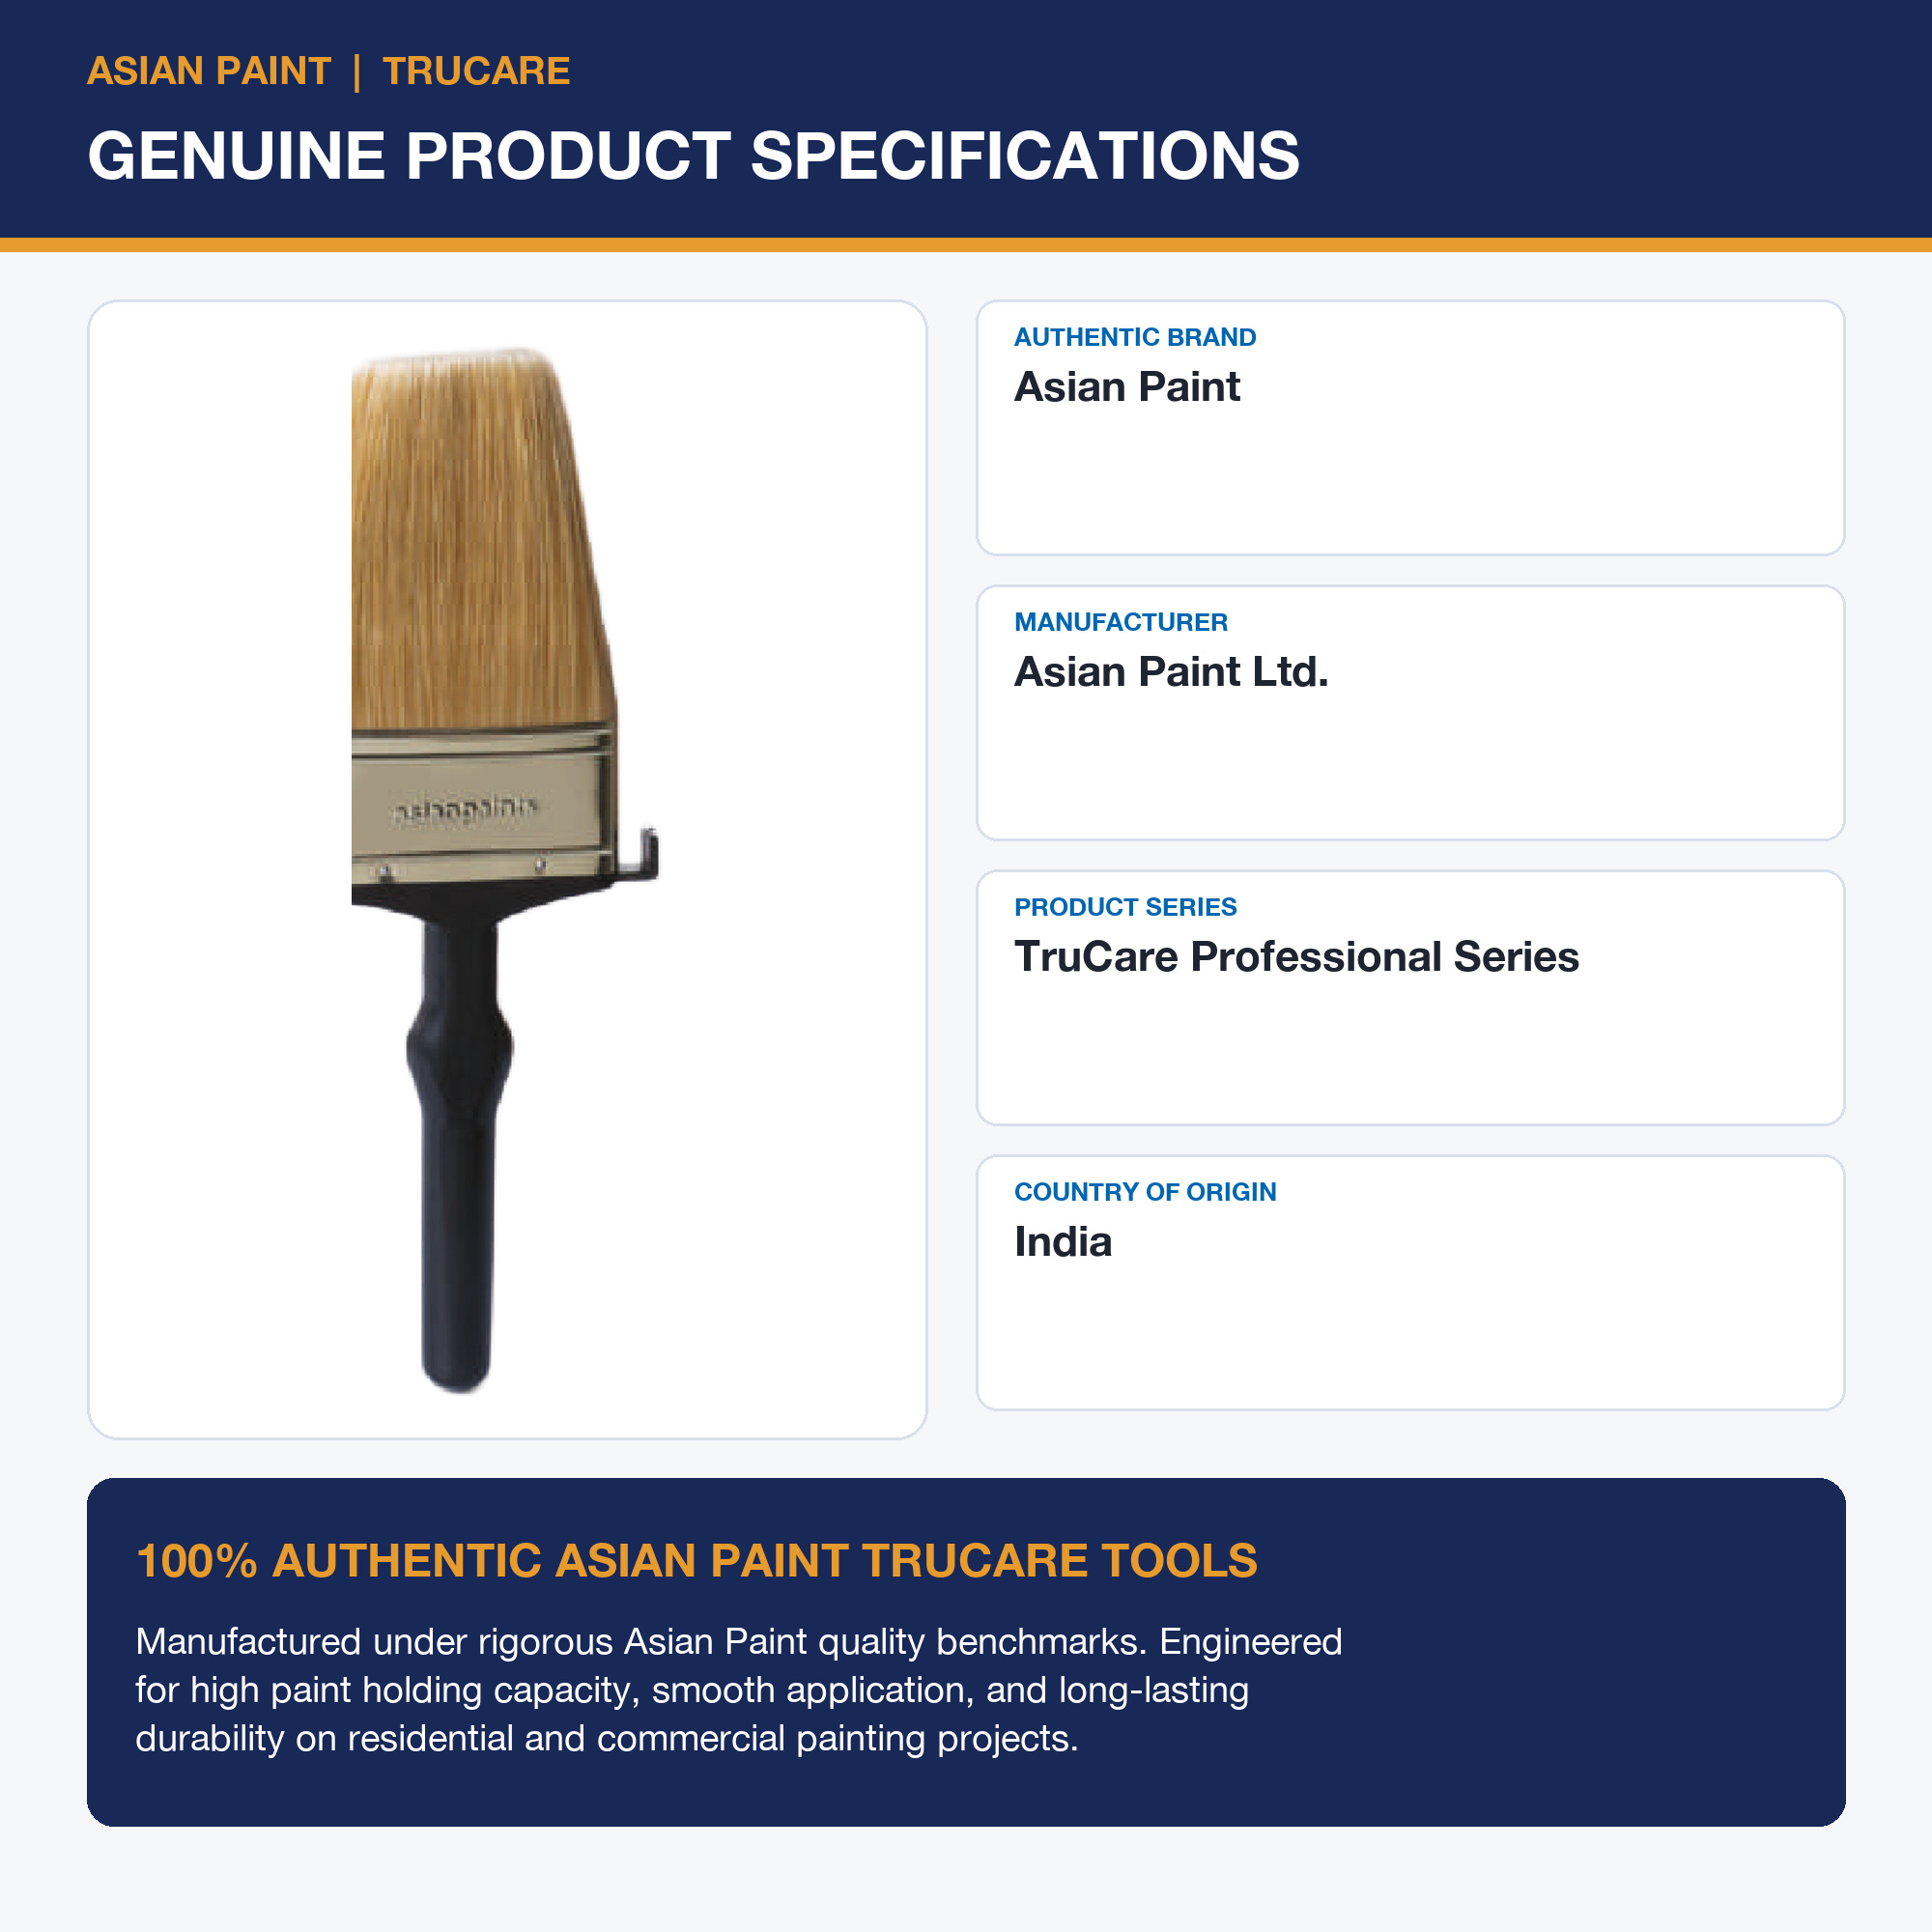 ASIAN PAINT | TRUCARE
GENUINE PRODUCT SPECIFICATIONS
asianpaints
AUTHENTIC BRAND
Asian Paint
MANUFACTURER
Asian Paint Ltd.
PRODUCT SERIES
TruCare Professional Series
COUNTRY OF ORIGIN
India
100% AUTHENTIC ASIAN PAINT TRUCARE TOOLS
Manufactured under rigorous Asian Paint quality benchmarks. Engineered
for high paint holding capacity, smooth application, and long-lasting
durability on residential and commercial painting projects.